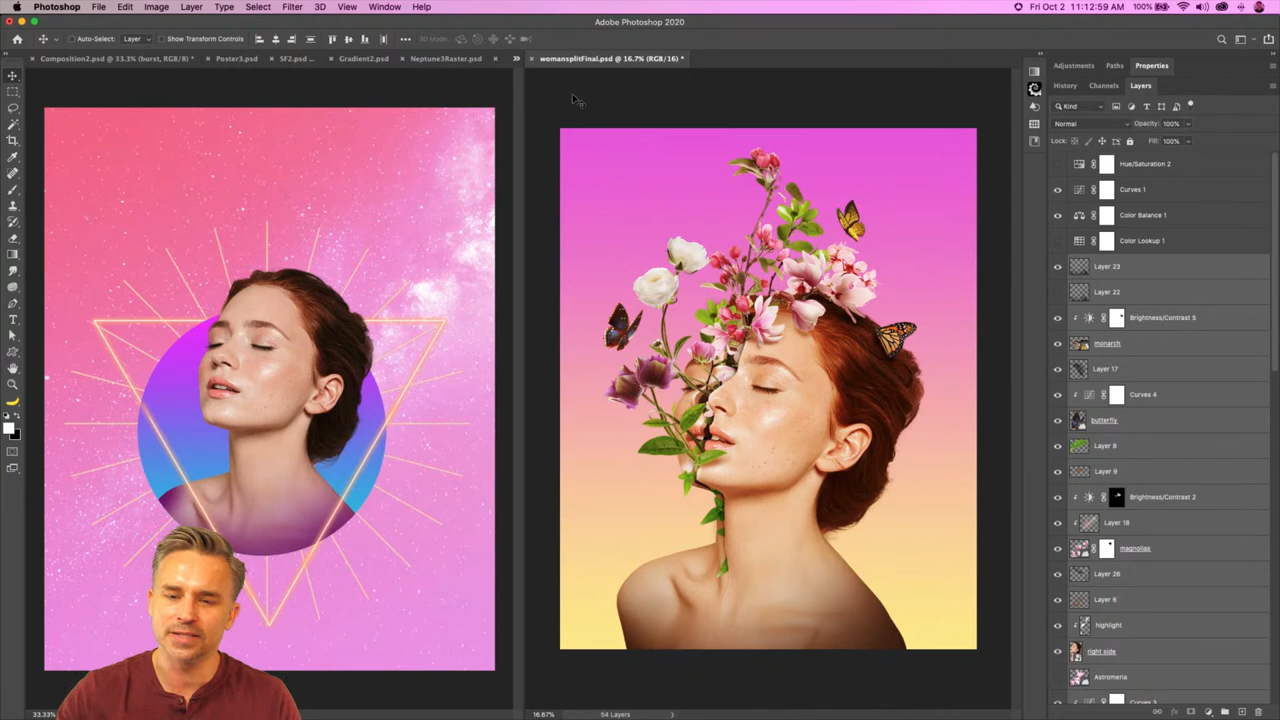 Photoshop File Edit Image Layer Type Select Filter 3D View Window Help Fri Oct 2 11:12:59 100%
Adobe Photoshop 2020
Auto-Select: Layer Show Transform Controls ••• 3D Mode:
Composition2.psd @ 33.3% (burst, RGB/8) * Poster3.psd SF2.psd ... Gradient2.psd Neptune3Raster.psd » womansplitFinal.psd @ 16.7% (RGB/16) *
Adjustments Paths Properties
History Channels Layers
Kind
Normal Opacity: 100%
Lock: Fill: 100%
Hue/Saturation 2
Curves 1
Color Balance 1
Color Lookup 1
Layer 23
Layer 22
Brightness/Contrast 5
monarch
Layer 17
Curves 4
butterfly
Layer 8
Layer 9
Brightness/Contrast 2
Layer 18
magnolias
Layer 26
Layer 6
highlight
right side
Astromeria
Curves 3
33.33% 16.67% 54 Layers